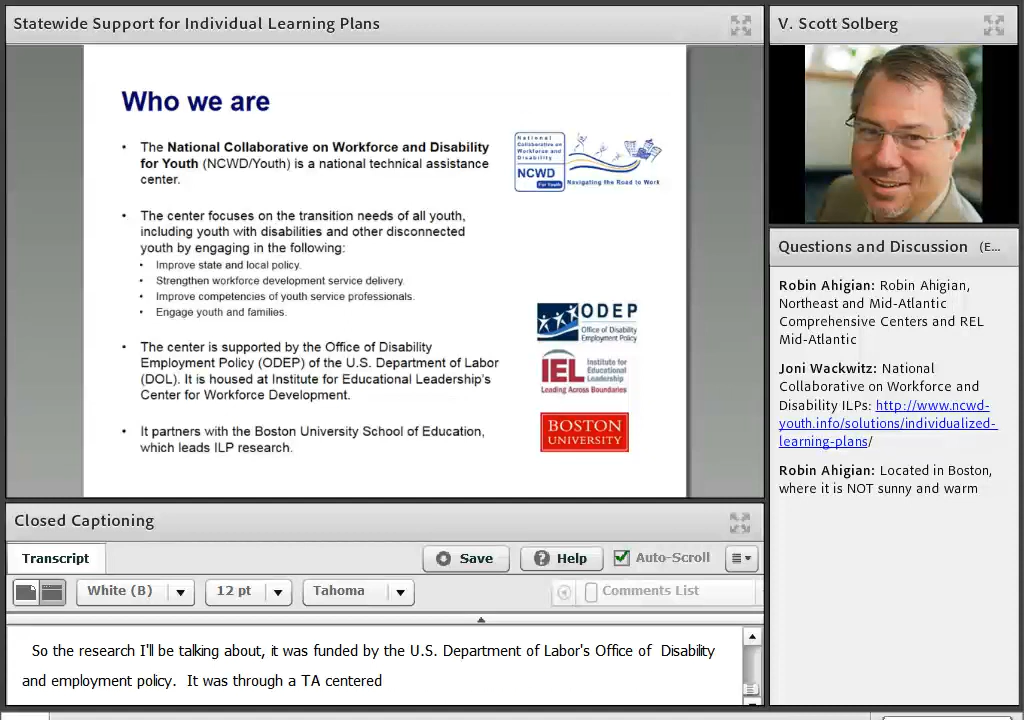 Statewide Support for Individual Learning Plans
Who we are
• The National Collaborative on Workforce and Disability
for Youth (NCWD/Youth) is a national technical assistance
center.
• The center focuses on the transition needs of all youth,
including youth with disabilities and other disconnected
youth by engaging in the following:
• Improve state and local policy.
• Strengthen workforce development service delivery.
• Improve competencies of youth service professionals.
• Engage youth and families.
• The center is supported by the Office of Disability
Employment Policy (ODEP) of the U.S. Department of Labor
(DOL). It is housed at Institute for Educational Leadership's
Center for Workforce Development.
• It partners with the Boston University School of Education,
which leads ILP research.
National
Collaborative on
Workforce and
Disability
NCWD
For Youth
Navigating the Road to Work
ODEP
Office of Disability
Employment Policy
IEL
Institute for
Educational
Leadership
Leading Across Boundaries
BOSTON
UNIVERSITY
V. Scott Solberg
Questions and Discussion (E...
Robin Ahigian: Robin Ahigian,
Northeast and Mid-Atlantic
Comprehensive Centers and REL
Mid-Atlantic
Joni Wackwitz: National
Collaborative on Workforce and
Disability ILPs: http://www.ncwd-
youth.info/solutions/individualized-
learning-plans/
Robin Ahigian: Located in Boston,
where it is NOT sunny and warm
Closed Captioning
Transcript
Save
? Help
Auto-Scroll
White (B)
12 pt
Tahoma
Comments List
So the research I'll be talking about, it was funded by the U.S. Department of Labor's Office of Disability
and employment policy. It was through a TA centered